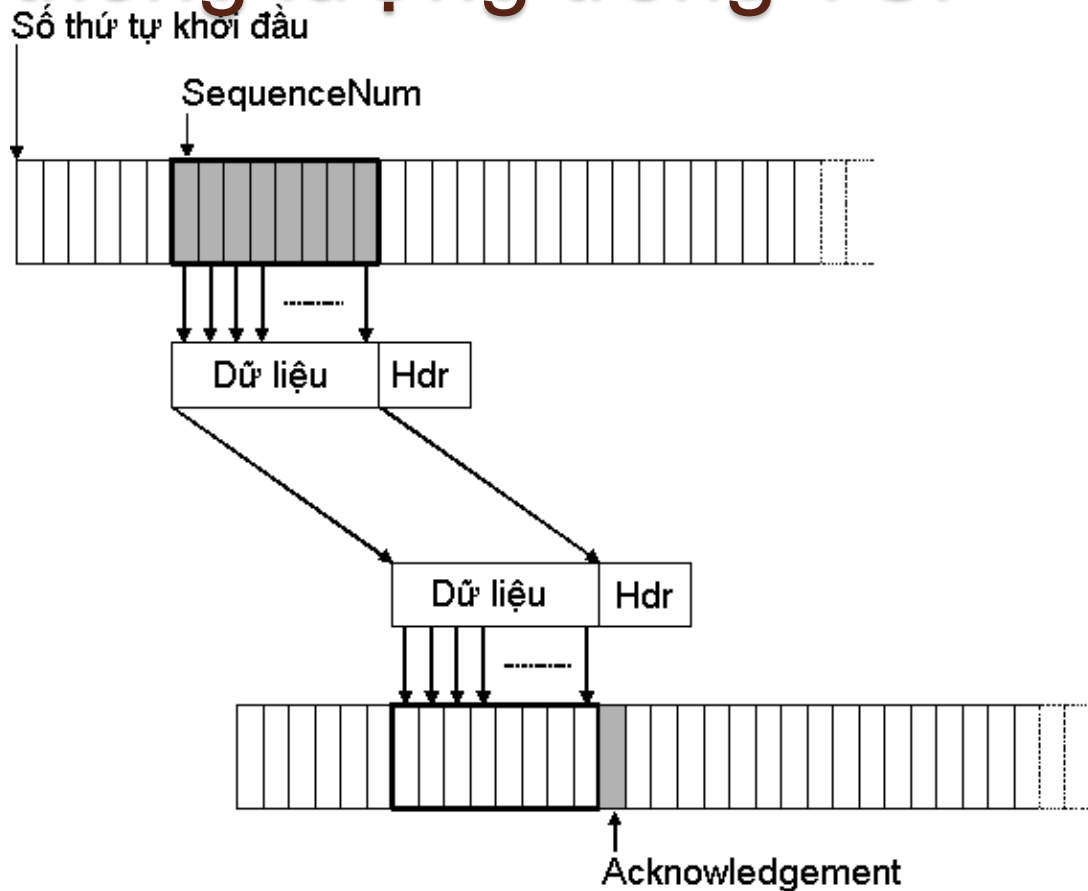 Số thứ tự khởi đầu
SequenceNum
Dữ liệu Hdr
Dữ liệu Hdr
Acknowledgement